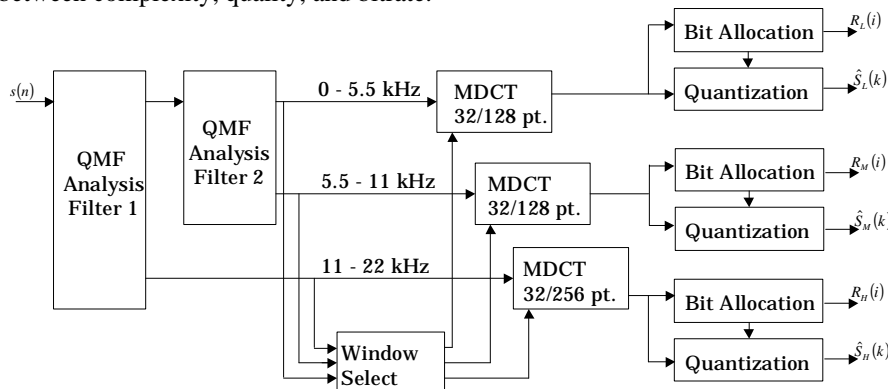 between complexity, quality, and bitrate.
s(n)
QMF
Analysis
Filter 1
QMF
Analysis
Filter 2
0 - 5.5 kHz
5.5 - 11 kHz
11 - 22 kHz
MDCT
32/128 pt.
MDCT
32/128 pt.
MDCT
32/256 pt.
Window
Select
Bit Allocation
R_L(i)
Quantization
Ŝ_L(k)
Bit Allocation
R_M(i)
Quantization
Ŝ_M(k)
Bit Allocation
R_H(i)
Quantization
Ŝ_H(k)